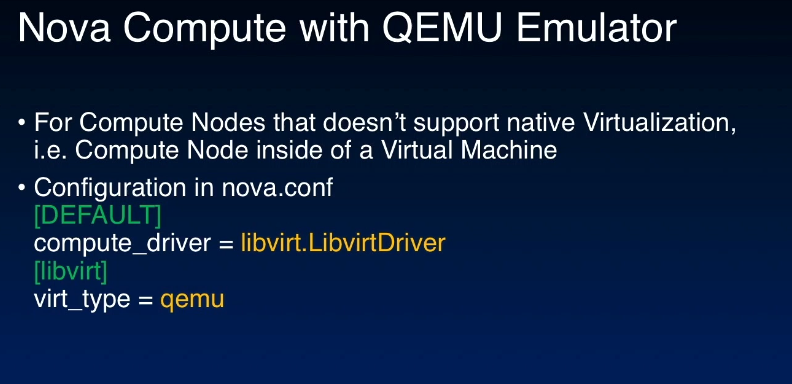 Nova Compute with QEMU Emulator
• For Compute Nodes that doesn't support native Virtualization,
i.e. Compute Node inside of a Virtual Machine
• Configuration in nova.conf
[DEFAULT]
compute_driver = libvirt.LibvirtDriver
[libvirt]
virt_type = qemu